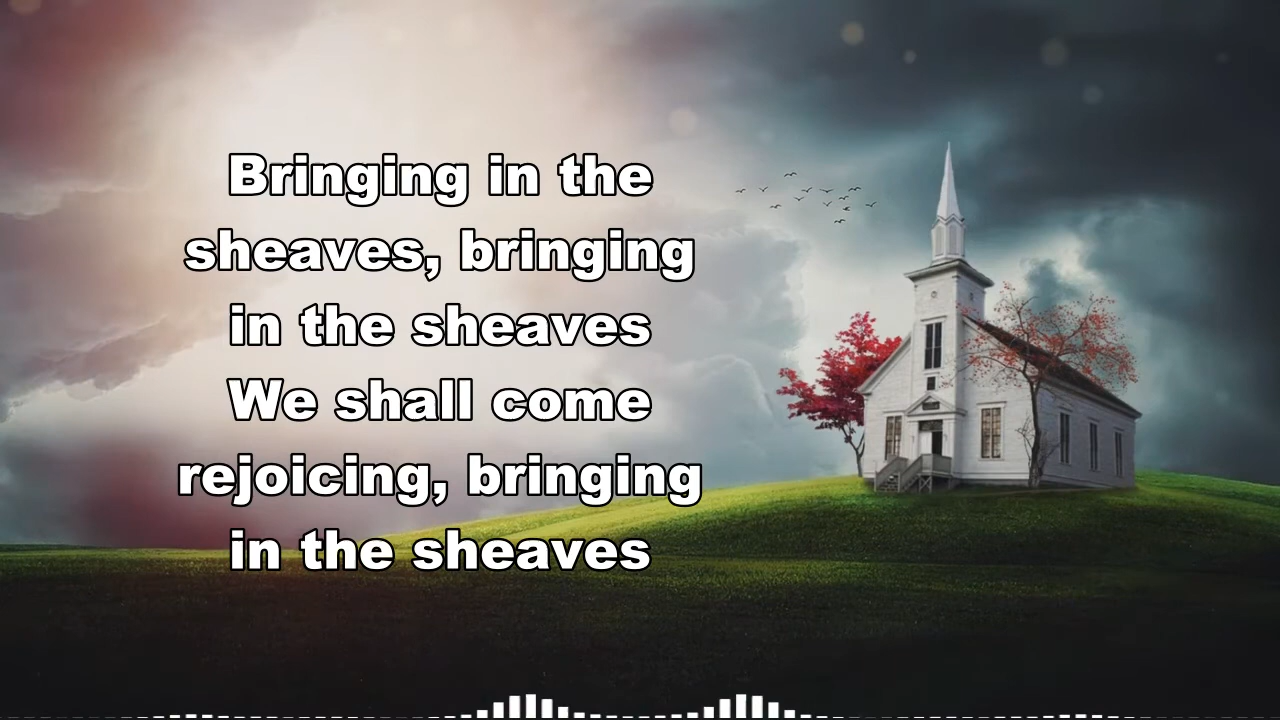 Bringing in the
sheaves, bringing
in the sheaves
We shall come
rejoicing, bringing
in the sheaves